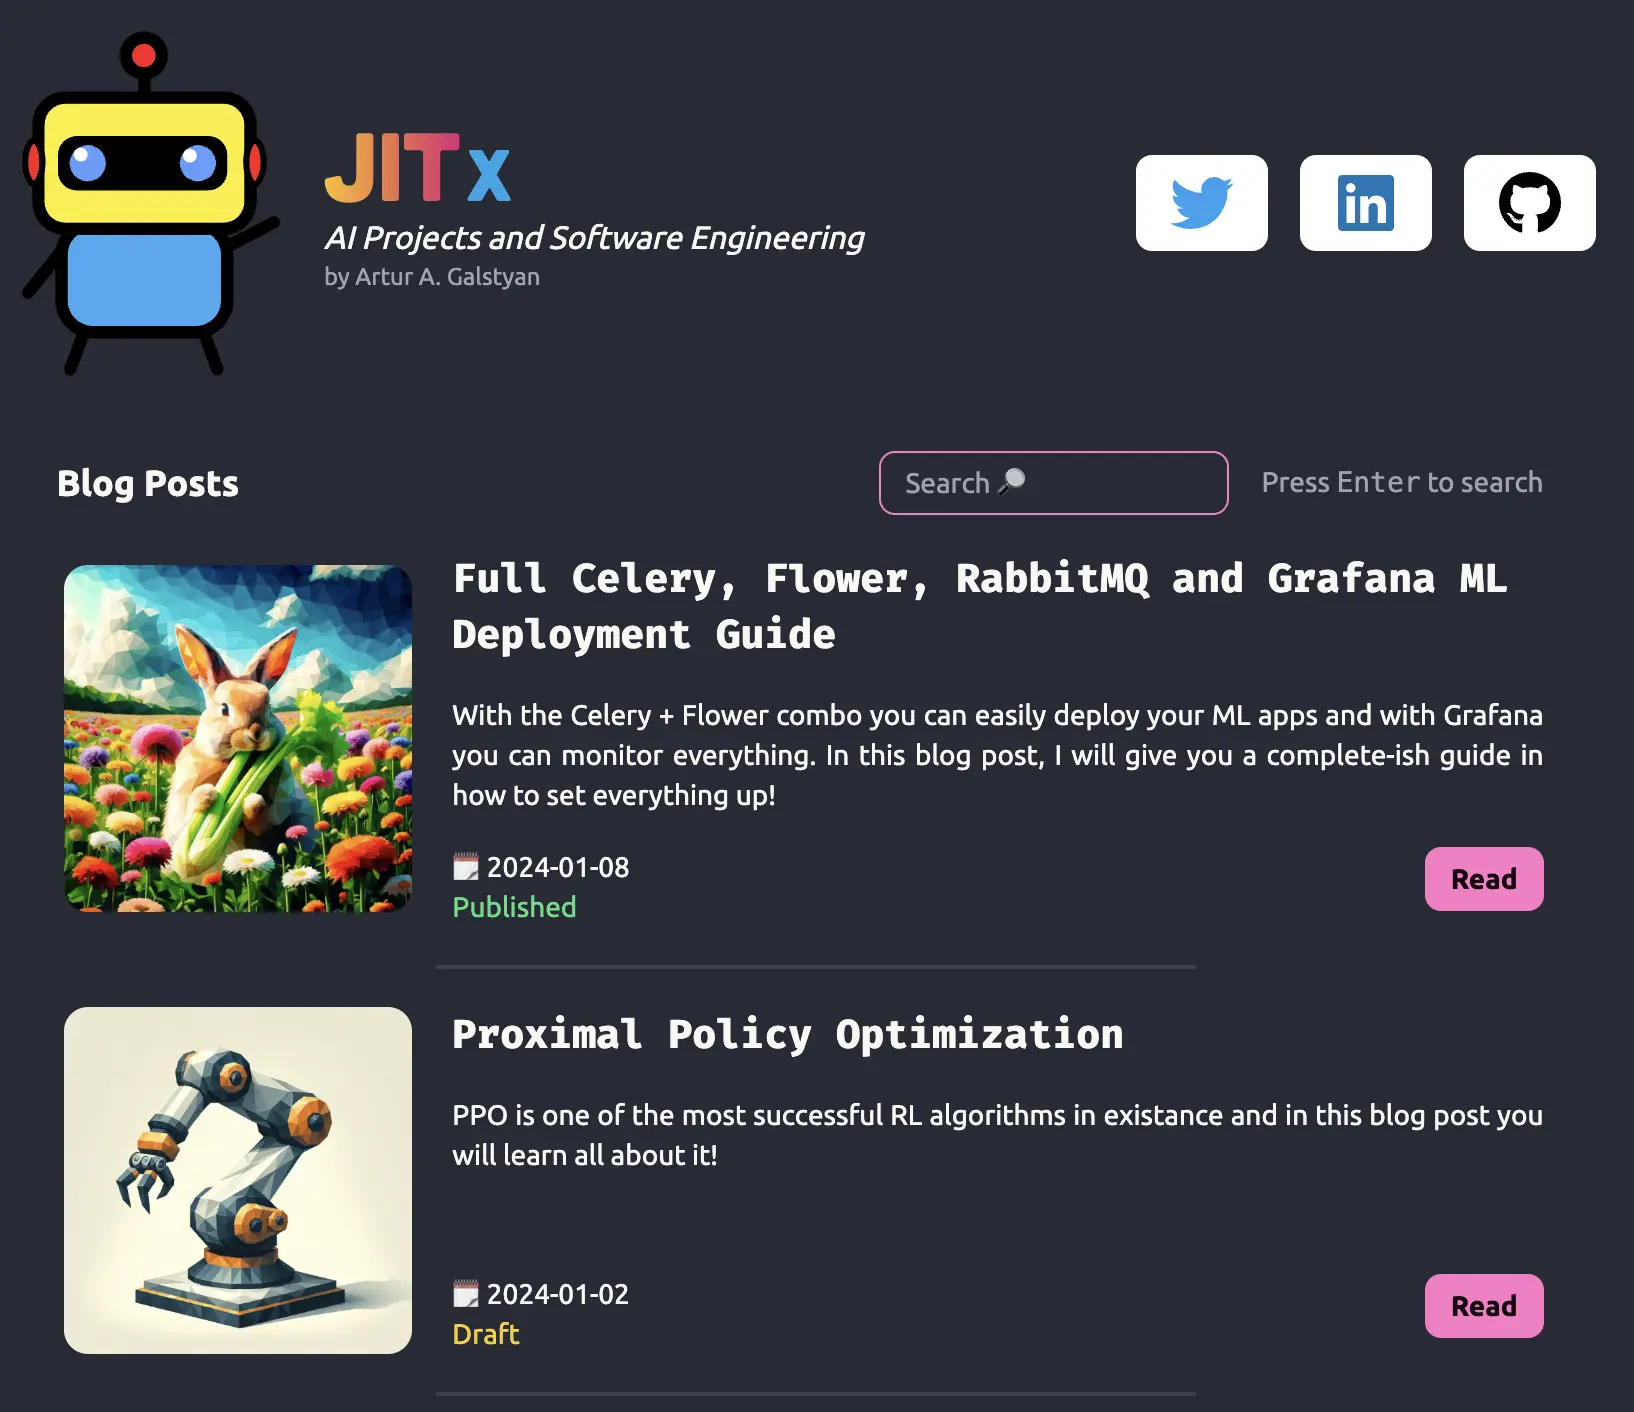 JITx
AI Projects and Software Engineering
by Artur A. Galstyan
in
Blog Posts
Search 🔎
Press Enter to search
Full Celery, Flower, RabbitMQ and Grafana ML
Deployment Guide
With the Celery + Flower combo you can easily deploy your ML apps and with Grafana
you can monitor everything. In this blog post, I will give you a complete-ish guide in
how to set everything up!
🗓️ 2024-01-08
Published
Read
Proximal Policy Optimization
PPO is one of the most successful RL algorithms in existance and in this blog post you
will learn all about it!
🗓️ 2024-01-02
Draft
Read